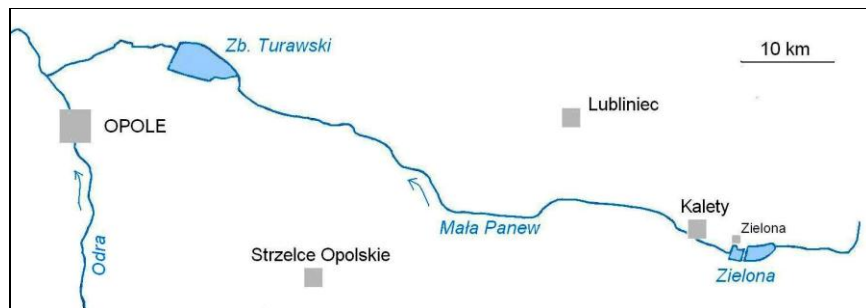 Zb. Turawski
10 km
Lubliniec
OPOLE
Kalety
Zielona
Mała Panew
Strzelce Opolskie
Odra
Zielona